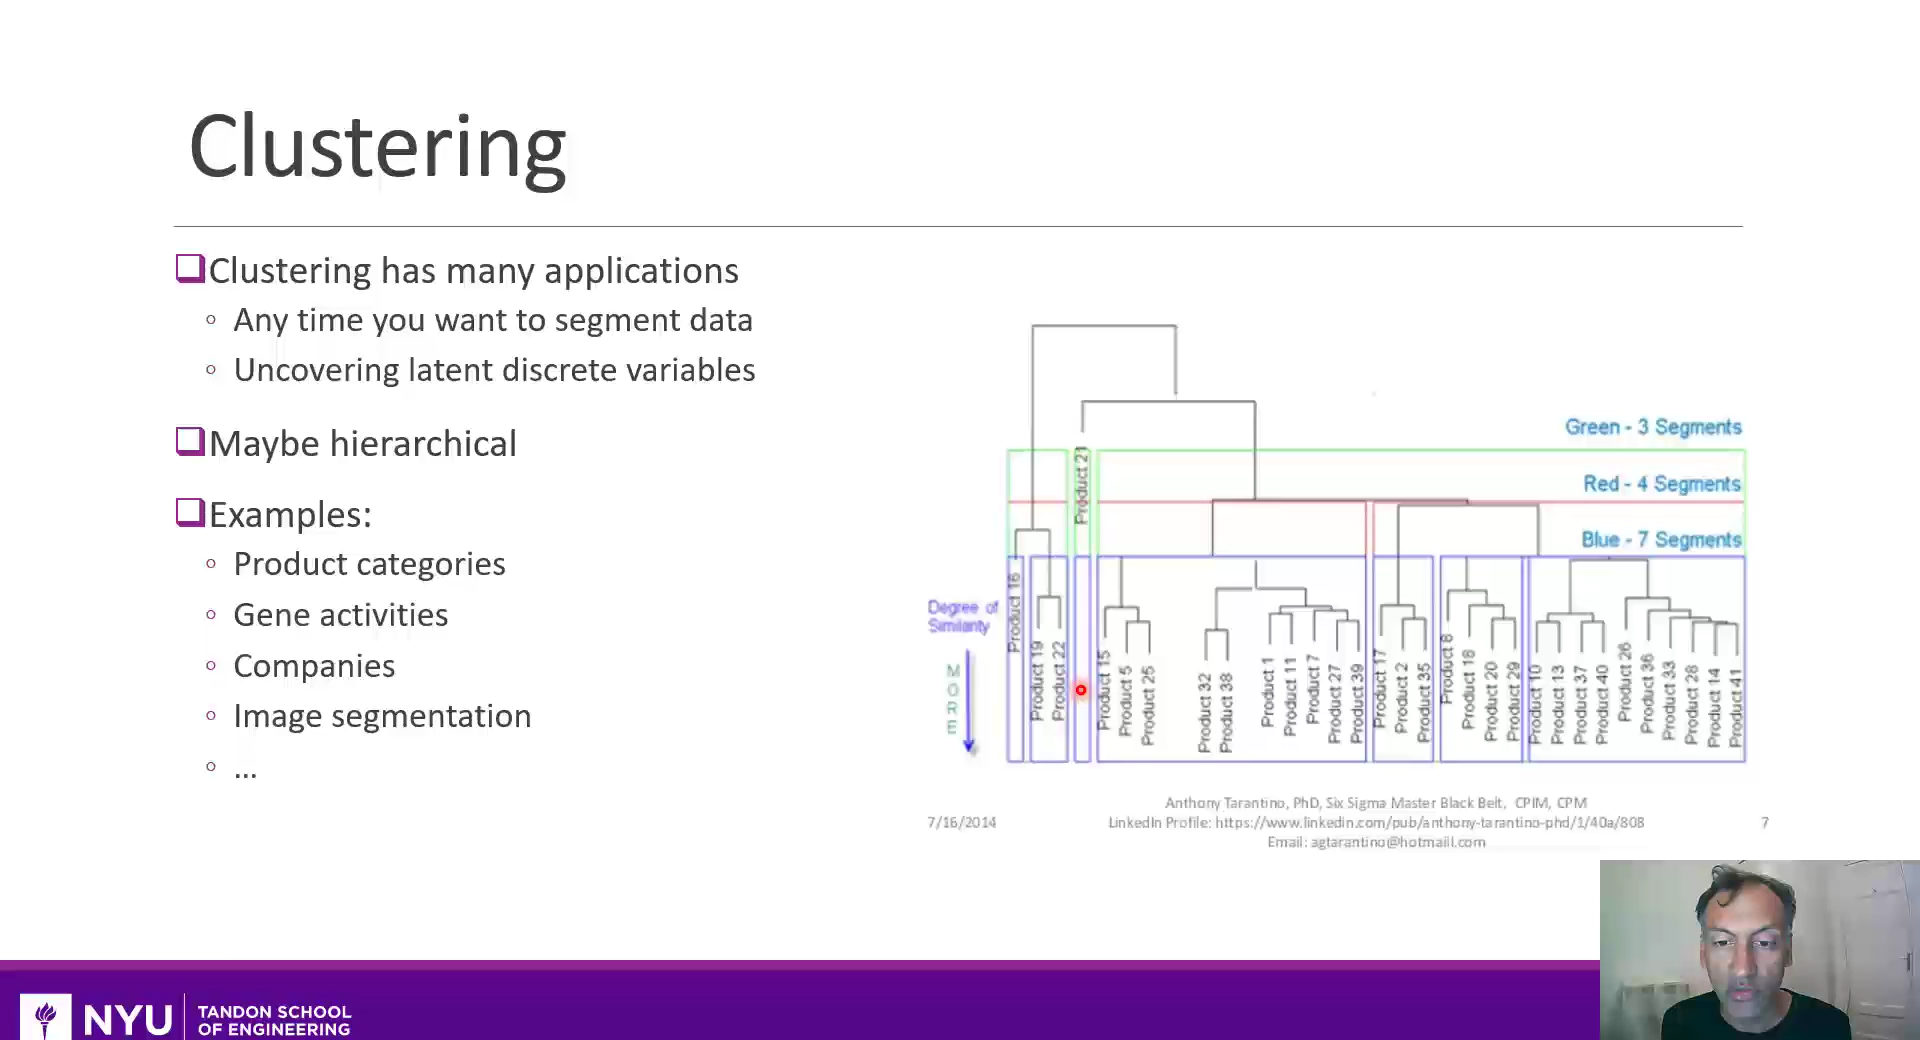 Clustering
Clustering has many applications
Any time you want to segment data
Uncovering latent discrete variables
Maybe hierarchical
Examples:
Product categories
Gene activities
Companies
Image segmentation
...
Green - 3 Segments
Red - 4 Segments
Blue - 7 Segments
Degree of
Similarity
MORE
Product 16
Product 19
Product 22
Product 21
Product 15
Product 5
Product 25
Product 32
Product 38
Product 1
Product 11
Product 7
Product 27
Product 39
Product 17
Product 2
Product 35
Product 8
Product 18
Product 20
Product 29
Product 10
Product 13
Product 37
Product 40
Product 26
Product 36
Product 33
Product 28
Product 14
Product 41
Anthony Tarantino, PhD, Six Sigma Master Black Belt, CPIM, CPM
7/16/2014
LinkedIn Profile: https://www.linkedin.com/pub/anthony-tarantino-phd/1/40a/808
7
Email: agtarantino@hotmaiil.com
NYU
TANDON SCHOOL
OF ENGINEERING